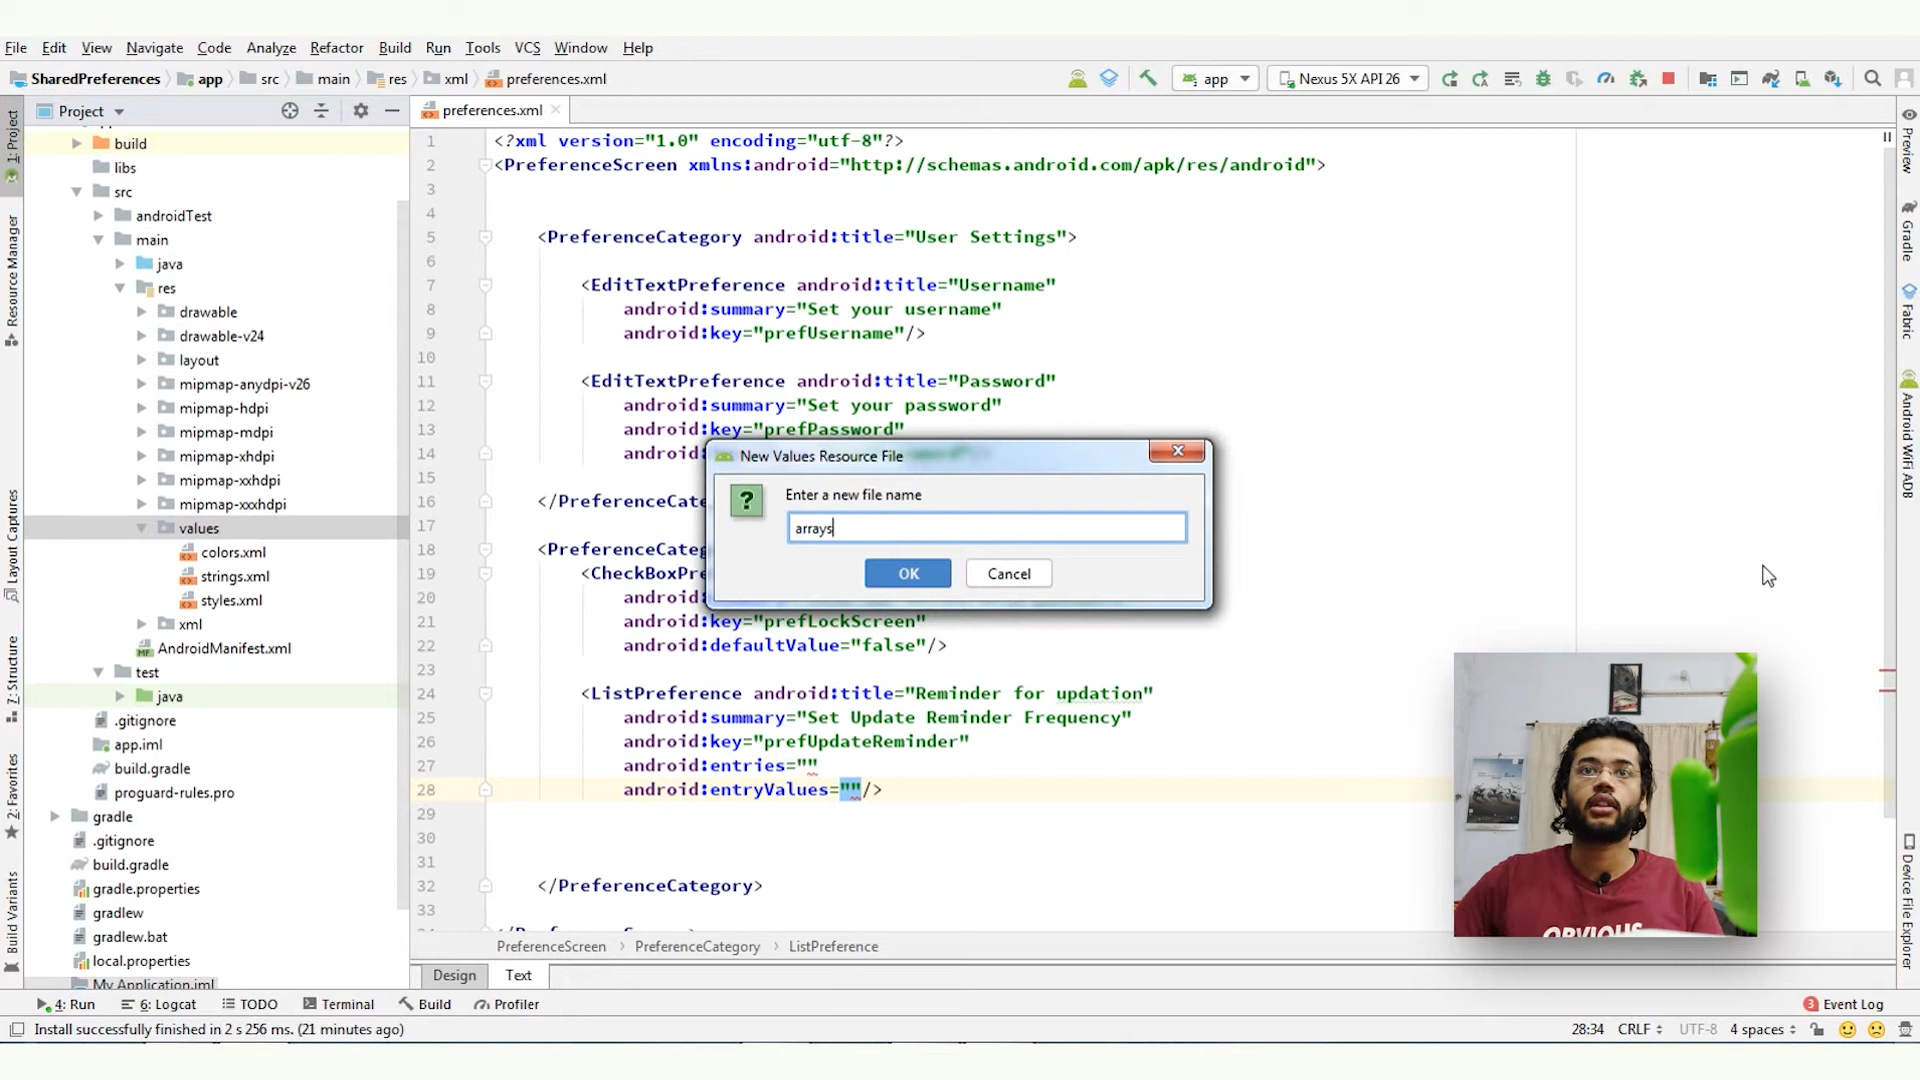 File Edit View Navigate Code Analyze Refactor Build Run Tools VCS Window Help
SharedPreferences app src main res xml preferences.xml app Nexus 5X API 26
Project
preferences.xml
1: Project
Resource Manager
Layout Captures
7: Structure
2: Favorites
Build Variants
build
libs
src
androidTest
main
java
res
drawable
drawable-v24
layout
mipmap-anydpi-v26
mipmap-hdpi
mipmap-mdpi
mipmap-xhdpi
mipmap-xxhdpi
mipmap-xxxhdpi
values
colors.xml
strings.xml
styles.xml
xml
AndroidManifest.xml
test
java
.gitignore
app.iml
build.gradle
proguard-rules.pro
gradle
.gitignore
build.gradle
gradle.properties
gradlew
gradlew.bat
local.properties
My Application.iml
1 <?xml version="1.0" encoding="utf-8"?>
2 <PreferenceScreen xmlns:android="http://schemas.android.com/apk/res/android">
3
4
5 <PreferenceCategory android:title="User Settings">
6
7 <EditTextPreference android:title="Username"
8 android:summary="Set your username"
9 android:key="prefUsername"/>
10
11 <EditTextPreference android:title="Password"
12 android:summary="Set your password"
13 android:key="prefPassword"
14
15
16 </PreferenceCate
17
18 <PreferenceCateg
19 <CheckBoxPre
20
21 android:key="prefLockScreen"
22 android:defaultValue="false"/>
23
24 <ListPreference android:title="Reminder for updation"
25 android:summary="Set Update Reminder Frequency"
26 android:key="prefUpdateReminder"
27 android:entries=""
28 android:entryValues=""/>
29
30
31
32 </PreferenceCategory>
33
New Values Resource File
Enter a new file name
arrays
OK Cancel
PreferenceScreen PreferenceCategory ListPreference
Design Text
Preview
Gradle
Fabric
Android WiFi ADB
Device File Explorer
OBVIOUS
4: Run 6: Logcat TODO Terminal Build Profiler 3 Event Log
Install successfully finished in 2 s 256 ms. (21 minutes ago) 28:34 CRLF UTF-8 4 spaces